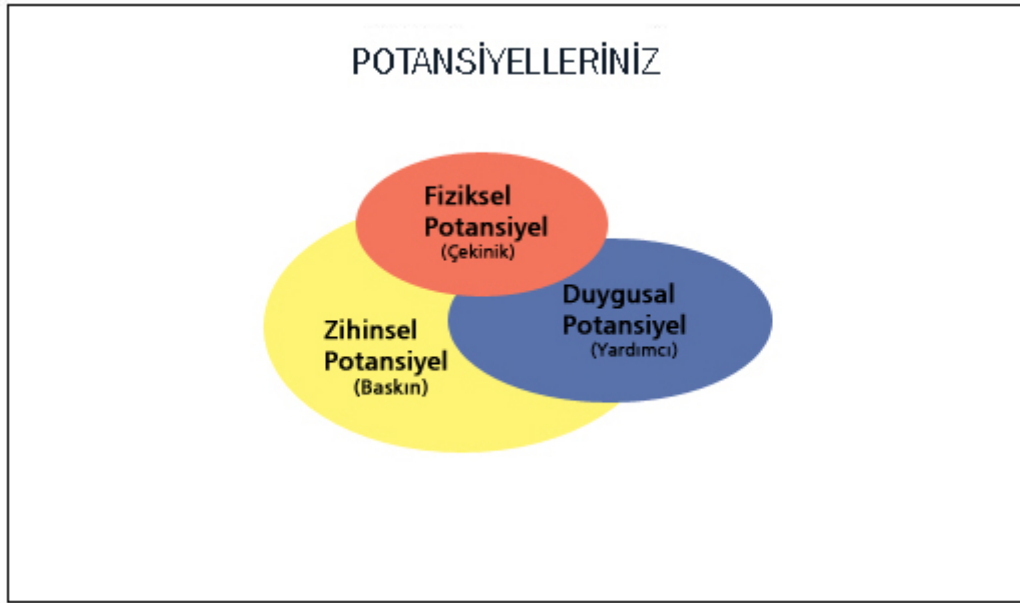 POTANSİYELLERİNİZ
Fiziksel
Potansiyel
(Çekinik)
Duygusal
Potansiyel
(Yardımcı)
Zihinsel
Potansiyel
(Baskın)